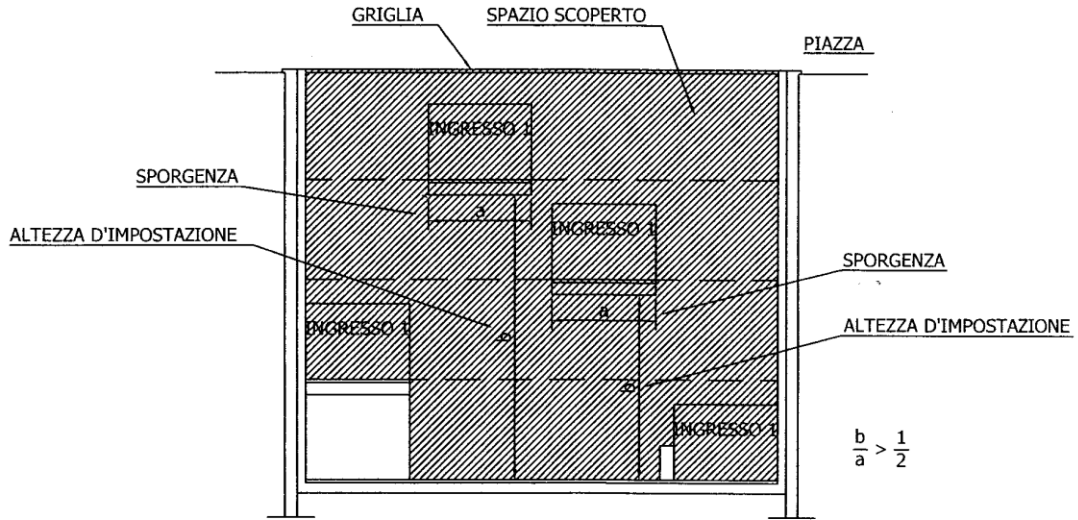 GRIGLIA
SPAZIO SCOPERTO
PIAZZA
INGRESSO 1
SPORGENZA
a
ALTEZZA D'IMPOSTAZIONE
INGRESSO 1
SPORGENZA
a
INGRESSO 1
b
ALTEZZA D'IMPOSTAZIONE
b
INGRESSO 1
b/a > 1/2